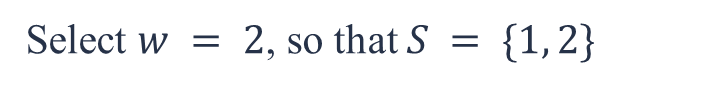 Select w = 2, so that S = {1, 2}